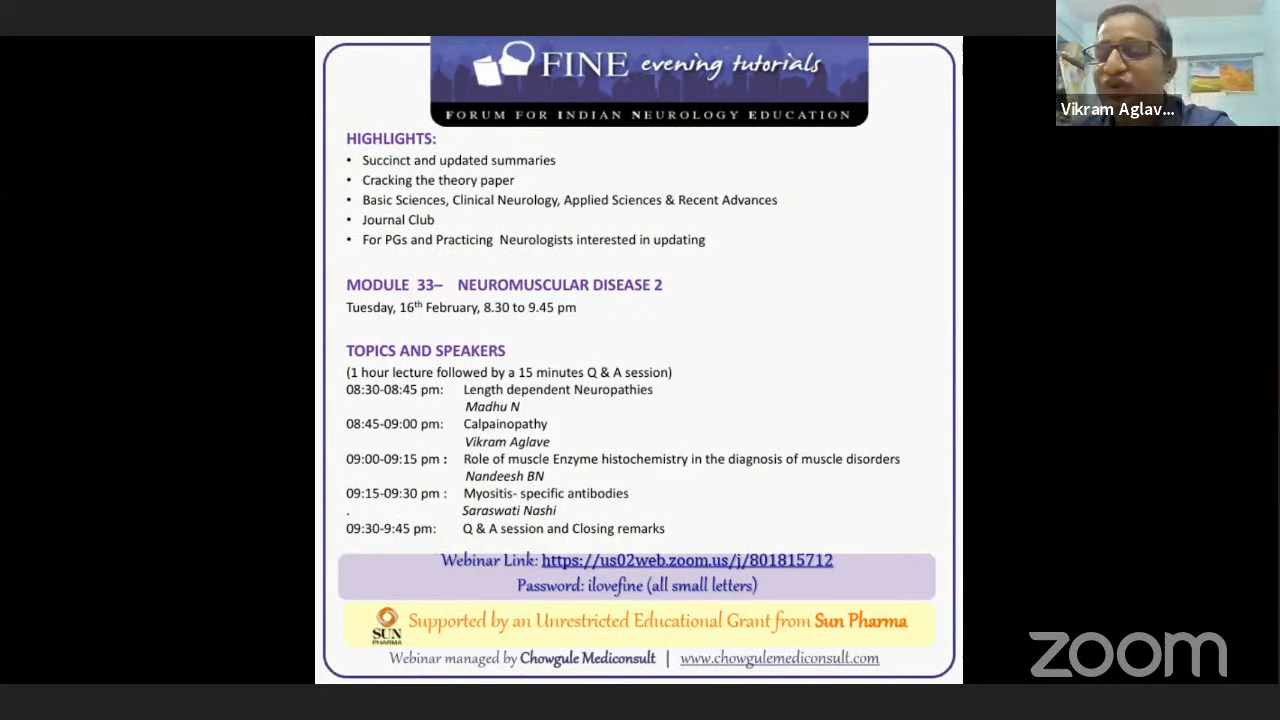 FINE evening tutorials
FORUM FOR INDIAN NEUROLOGY EDUCATION
Vikram Aglav...
HIGHLIGHTS:
• Succinct and updated summaries
• Cracking the theory paper
• Basic Sciences, Clinical Neurology, Applied Sciences & Recent Advances
• Journal Club
• For PGs and Practicing Neurologists interested in updating
MODULE 33– NEUROMUSCULAR DISEASE 2
Tuesday, 16th February, 8.30 to 9.45 pm
TOPICS AND SPEAKERS
(1 hour lecture followed by a 15 minutes Q & A session)
08:30-08:45 pm: Length dependent Neuropathies
Madhu N
08:45-09:00 pm: Calpainopathy
Vikram Aglave
09:00-09:15 pm : Role of muscle Enzyme histochemistry in the diagnosis of muscle disorders
Nandeesh BN
09:15-09:30 pm : Myositis- specific antibodies
. Saraswati Nashi
09:30-9:45 pm: Q & A session and Closing remarks
Webinar Link: https://us02web.zoom.us/j/801815712
Password: ilovefine (all small letters)
SUN PHARMA Supported by an Unrestricted Educational Grant from Sun Pharma
Webinar managed by Chowgule Mediconsult | www.chowgulemediconsult.com
zoom